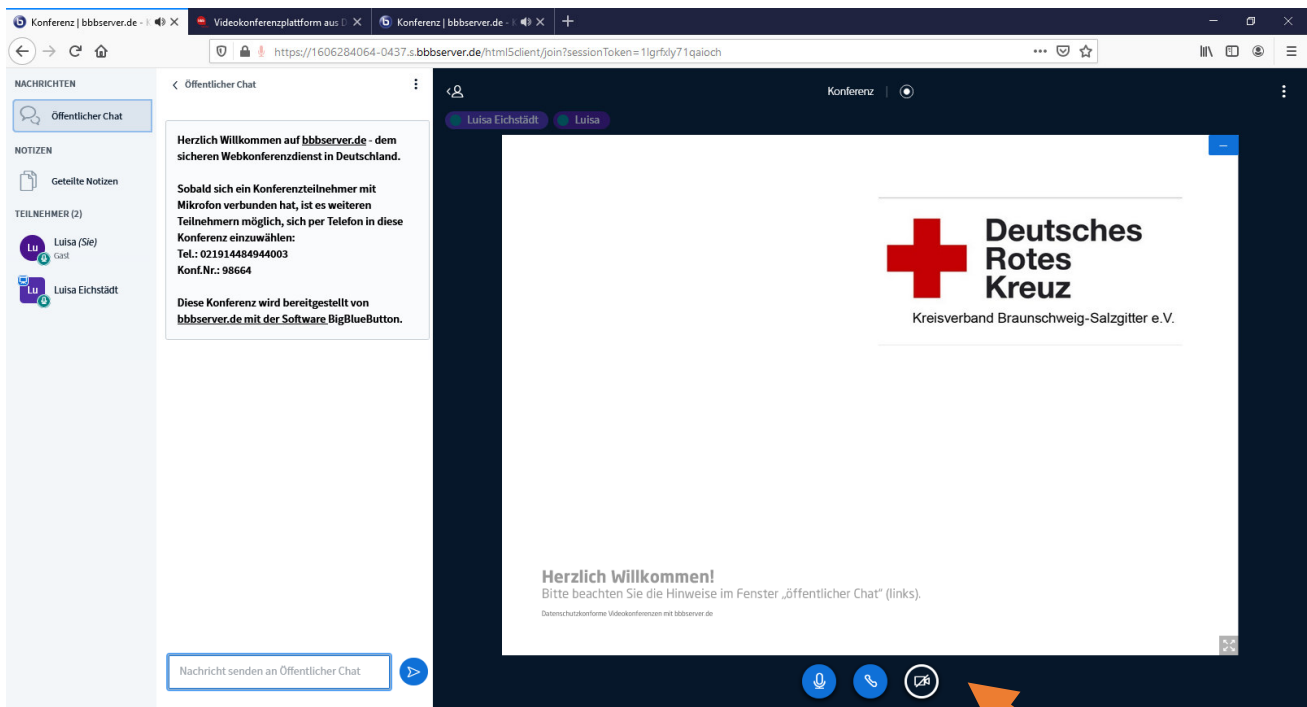 Konferenz | bbbserver.de - K
Videokonferenzplattform aus D
Konferenz | bbbserver.de -
https://1606284064-0437.s.bbbserver.de/html5client/join?sessionToken=1lgrfxly71qaioch
NACHRICHTEN
Öffentlicher Chat
NOTIZEN
Geteilte Notizen
TEILNEHMER (2)
Lu
Luisa (Sie)
Gast
Lu
Luisa Eichstädt
Öffentlicher Chat
Herzlich Willkommen auf bbbserver.de - dem
sicheren Webkonferenzdienst in Deutschland.
Sobald sich ein Konferenzteilnehmer mit
Mikrofon verbunden hat, ist es weiteren
Teilnehmern möglich, sich per Telefon in diese
Konferenz einzuwählen:
Tel.: 021914484944003
Konf.Nr.: 98664
Diese Konferenz wird bereitgestellt von
bbbserver.de mit der Software BigBlueButton.
Nachricht senden an Öffentlicher Chat
Konferenz
Luisa Eichstädt
Luisa
Deutsches
Rotes
Kreuz
Kreisverband Braunschweig-Salzgitter e.V.
Herzlich Willkommen!
Bitte beachten Sie die Hinweise im Fenster „öffentlicher Chat" (links).
Datenschutzkonforme Videokonferenzen mit bbbserver.de